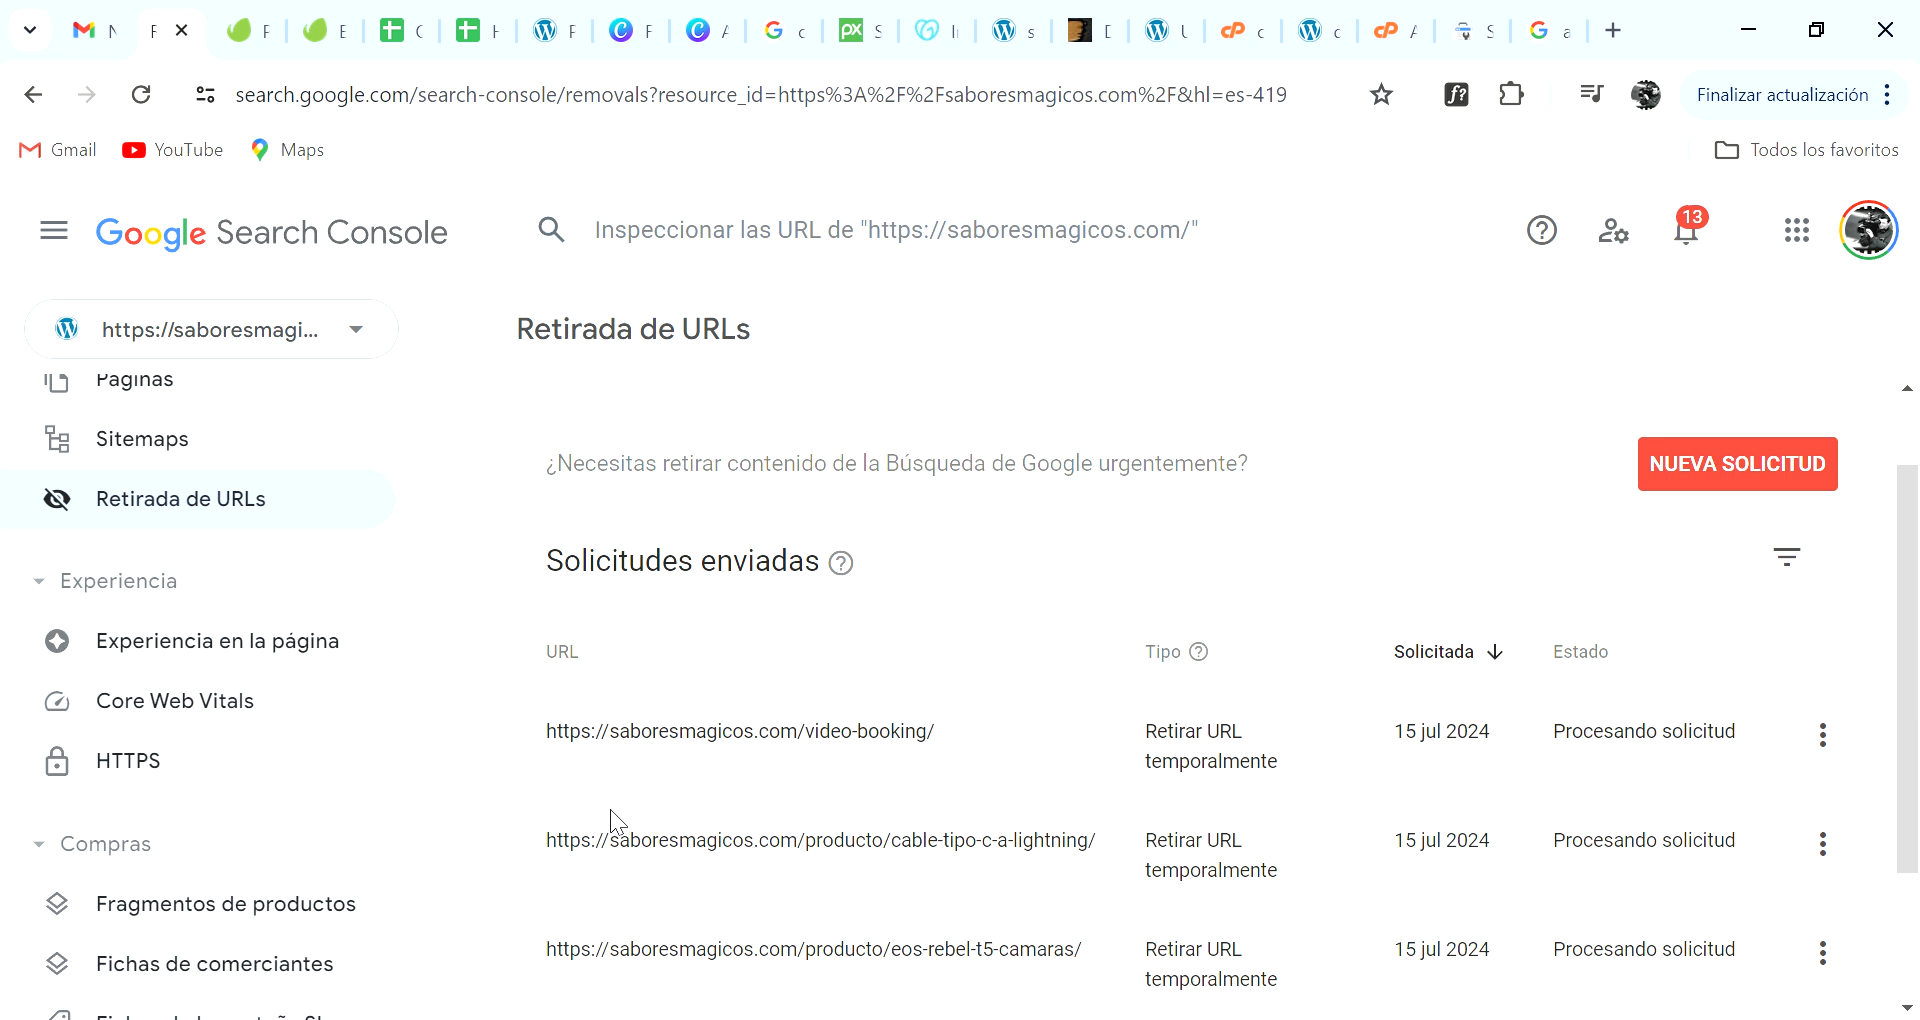 search.google.com/search-console/removals?resource_id=https%3A%2F%2Fsaboresmagicos.com%2F&hl=es-419
Finalizar actualización
Gmail
YouTube
Maps
Todos los favoritos
Google Search Console
Inspeccionar las URL de "https://saboresmagicos.com/"
13
https://saboresmagi...
Retirada de URLs
Páginas
Sitemaps
Retirada de URLs
Experiencia
Experiencia en la página
Core Web Vitals
HTTPS
Compras
Fragmentos de productos
Fichas de comerciantes
¿Necesitas retirar contenido de la Búsqueda de Google urgentemente?
NUEVA SOLICITUD
Solicitudes enviadas
URL Tipo Solicitada Estado
https://saboresmagicos.com/video-booking/ Retirar URL 15 jul 2024 Procesando solicitud
temporalmente
https://saboresmagicos.com/producto/cable-tipo-c-a-lightning/ Retirar URL 15 jul 2024 Procesando solicitud
temporalmente
https://saboresmagicos.com/producto/eos-rebel-t5-camaras/ Retirar URL 15 jul 2024 Procesando solicitud
temporalmente